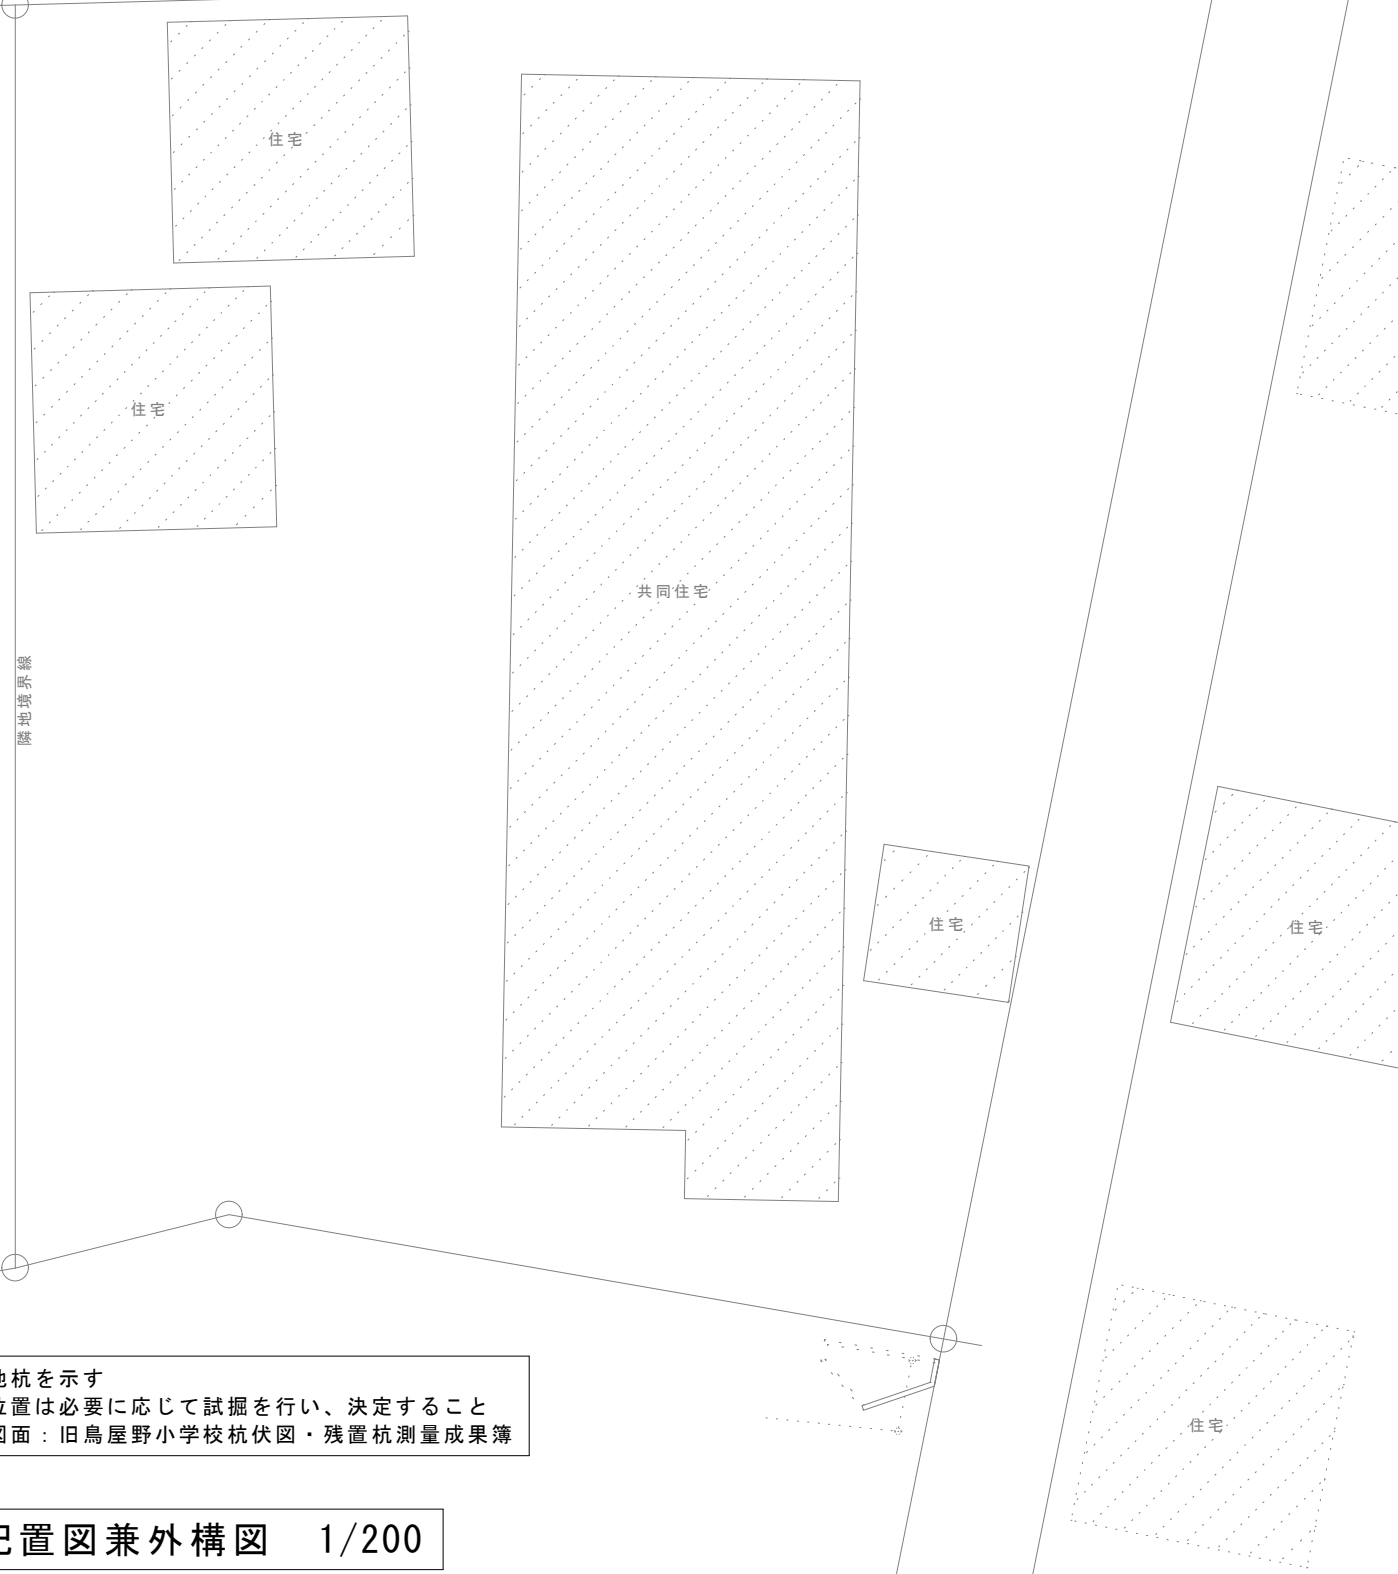 住宅
住宅
共同住宅
隣地境界線
住宅
住宅
住宅
地杭を示す
位置は必要に応じて試掘を行い、決定すること
図面：旧鳥屋野小学校杭伏図・残置杭測量成果簿
配置図兼外構図　1/200